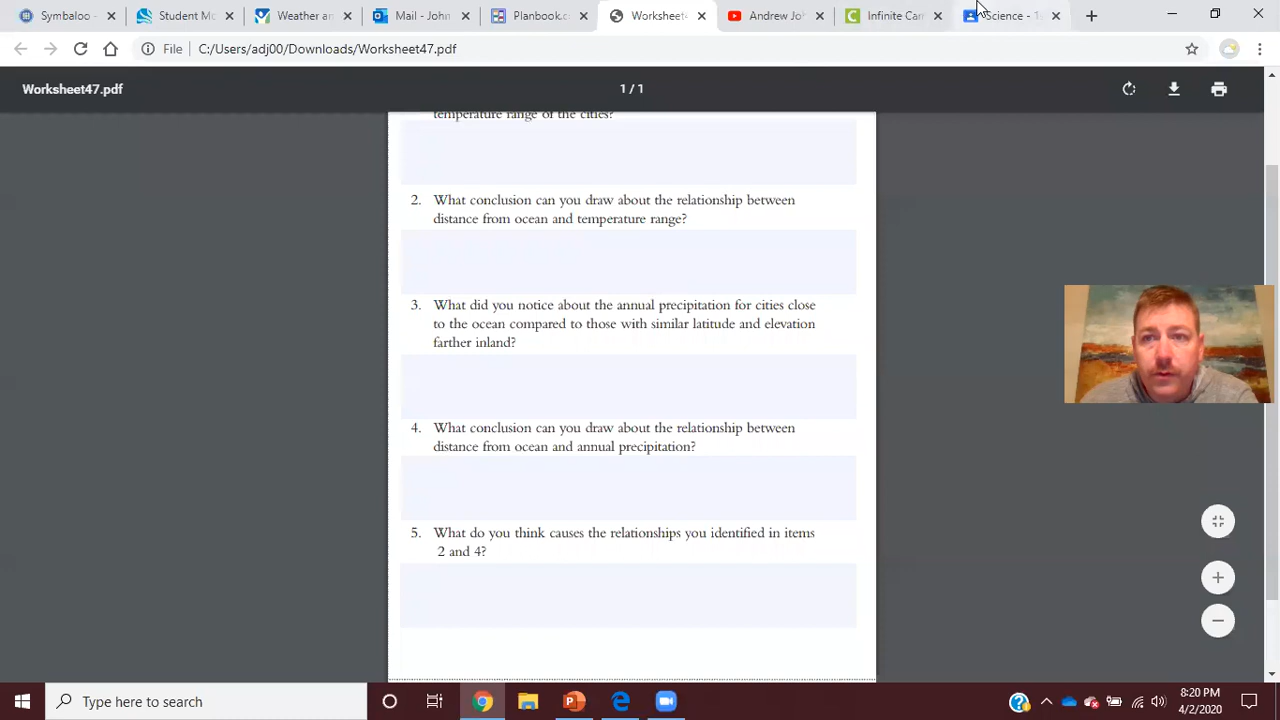 Symbaloo
Student Mo
Weather an
Mail - John
Planbook.c
Worksheet4
Andrew Jo
Infinite Cam
Science - 1s
File
C:/Users/adj00/Downloads/Worksheet47.pdf
Worksheet47.pdf
1 / 1
temperature range of the cities?
2. What conclusion can you draw about the relationship between
distance from ocean and temperature range?
3. What did you notice about the annual precipitation for cities close
to the ocean compared to those with similar latitude and elevation
farther inland?
4. What conclusion can you draw about the relationship between
distance from ocean and annual precipitation?
5. What do you think causes the relationships you identified in items
2 and 4?
Type here to search
8:20 PM
4/2/2020